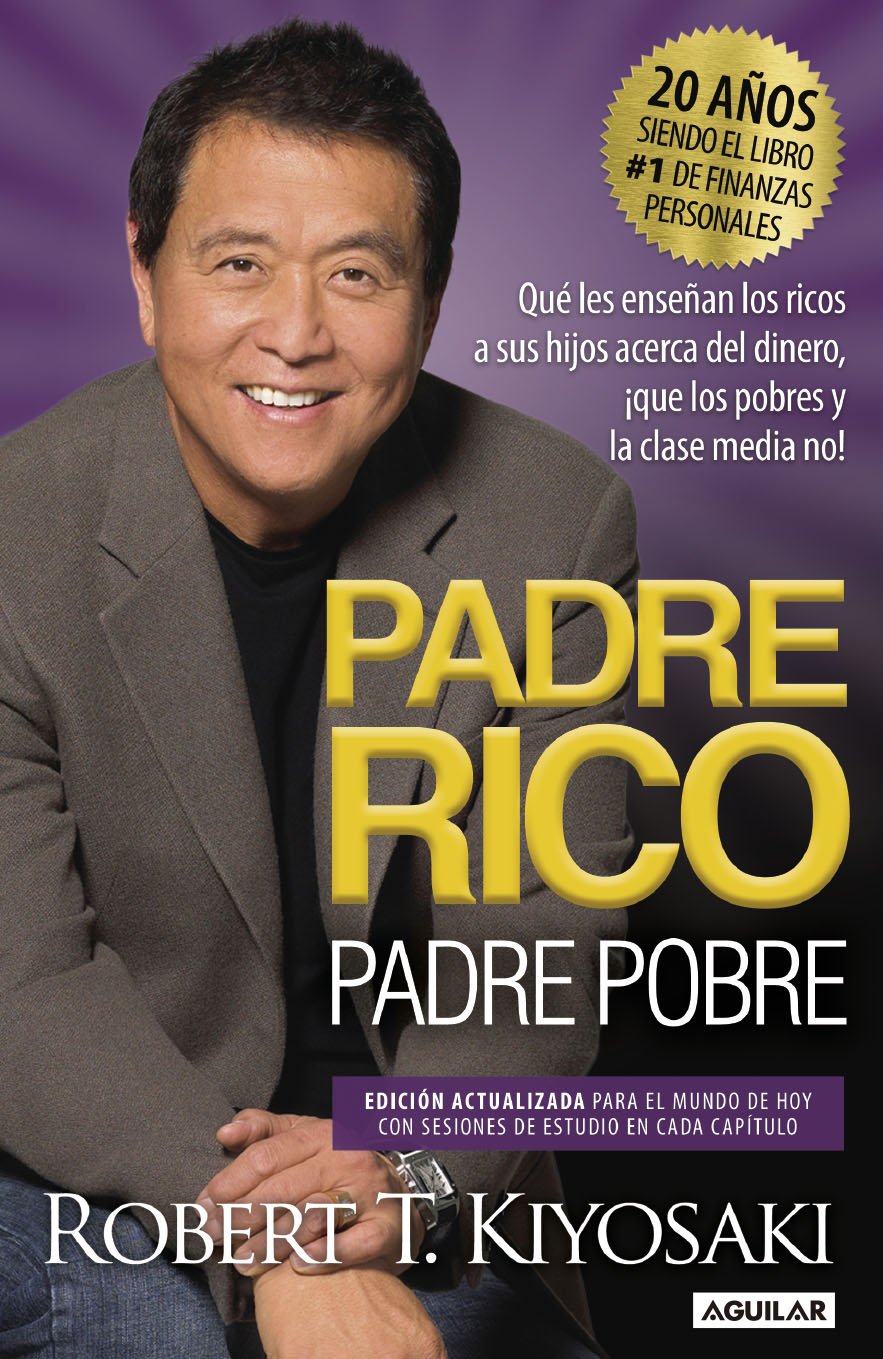 20 AÑOS
SIENDO EL LIBRO
#1 DE FINANZAS
PERSONALES
Qué les enseñan los ricos
a sus hijos acerca del dinero,
¡que los pobres y
la clase media no!
PADRE
RICO
PADRE POBRE
EDICIÓN ACTUALIZADA PARA EL MUNDO DE HOY
CON SESIONES DE ESTUDIO EN CADA CAPÍTULO
ROBERT T. KIYOSAKI
AGUILAR